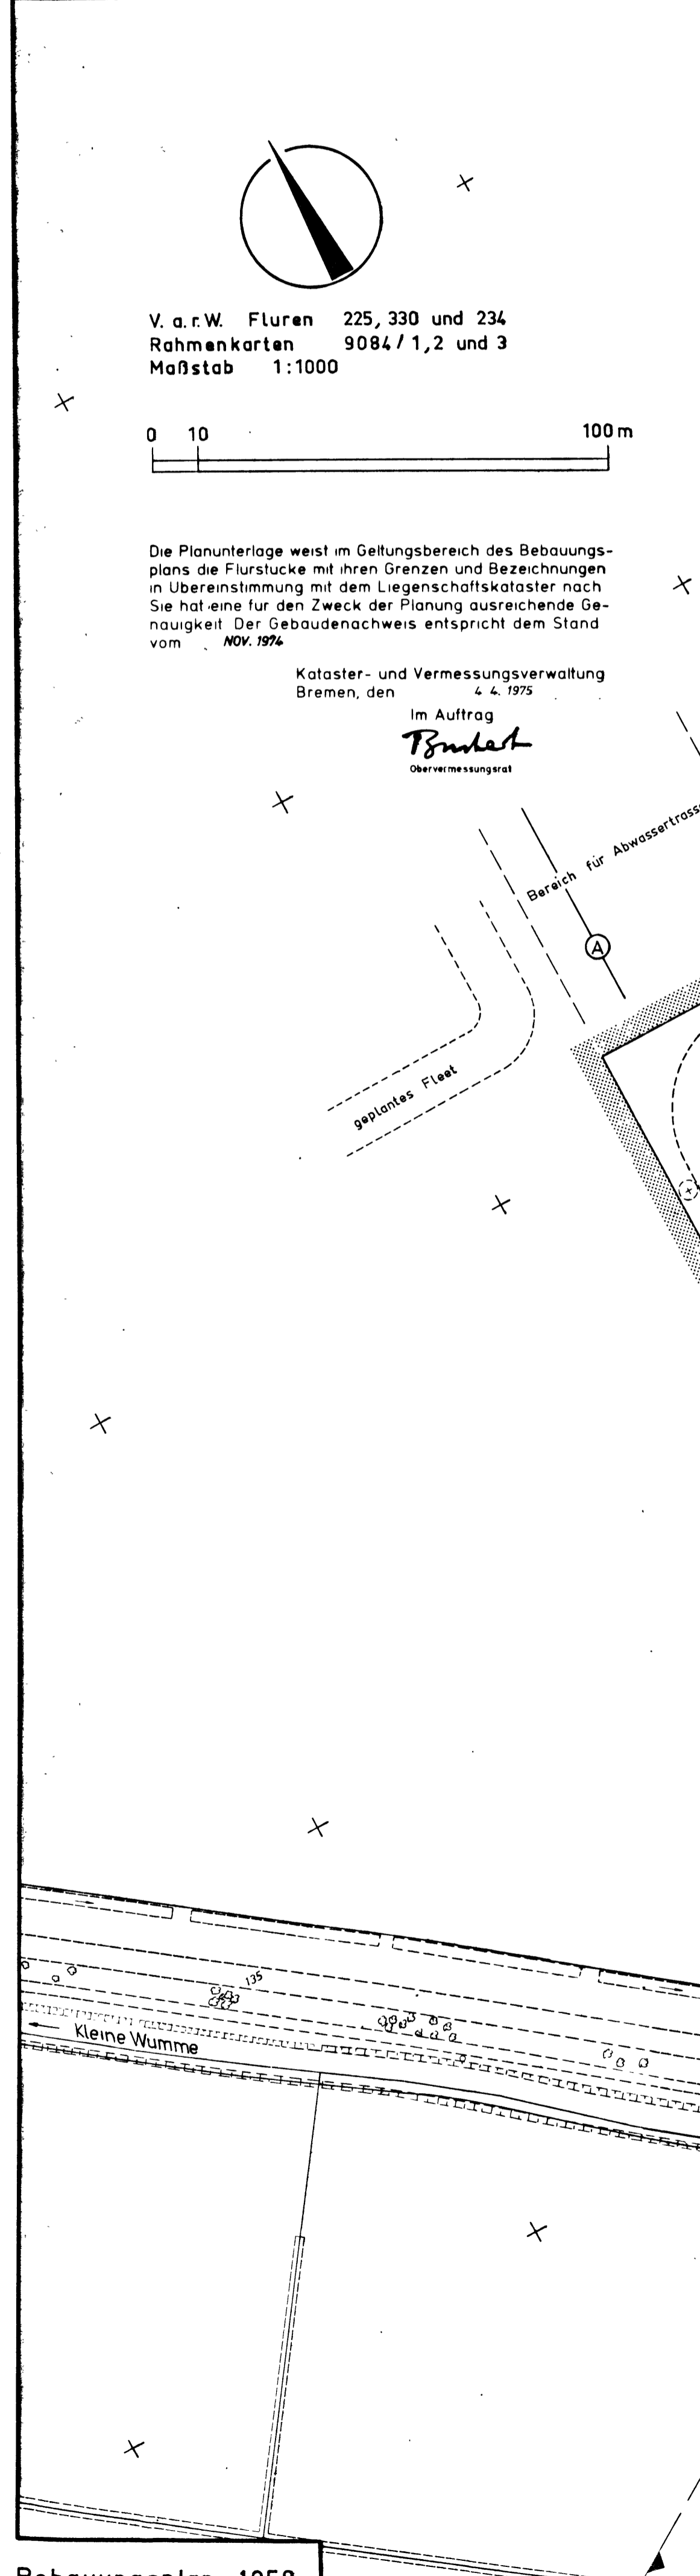 V. a. r. W. Fluren 225, 330 und 234
Rahmenkarten 9084 / 1,2 und 3
Maßstab 1:1000
0 10 100 m
Die Planunterlage weist im Geltungsbereich des Bebauungs-
plans die Flurstucke mit ihren Grenzen und Bezeichnungen
in Ubereinstimmung mit dem Liegenschaftskataster nach
Sie hat eine fur den Zweck der Planung ausreichende Ge-
nauigkeit Der Gebaudenachweis entspricht dem Stand
vom NOV. 1974
Kataster- und Vermessungsverwaltung
Bremen, den 4 4. 1975
Im Auftrag
Obervermessungsrat
Bereich für Abwassertrasse
A
geplantes Fleet
135
Kleine Wumme
Bebauungsplan 1058